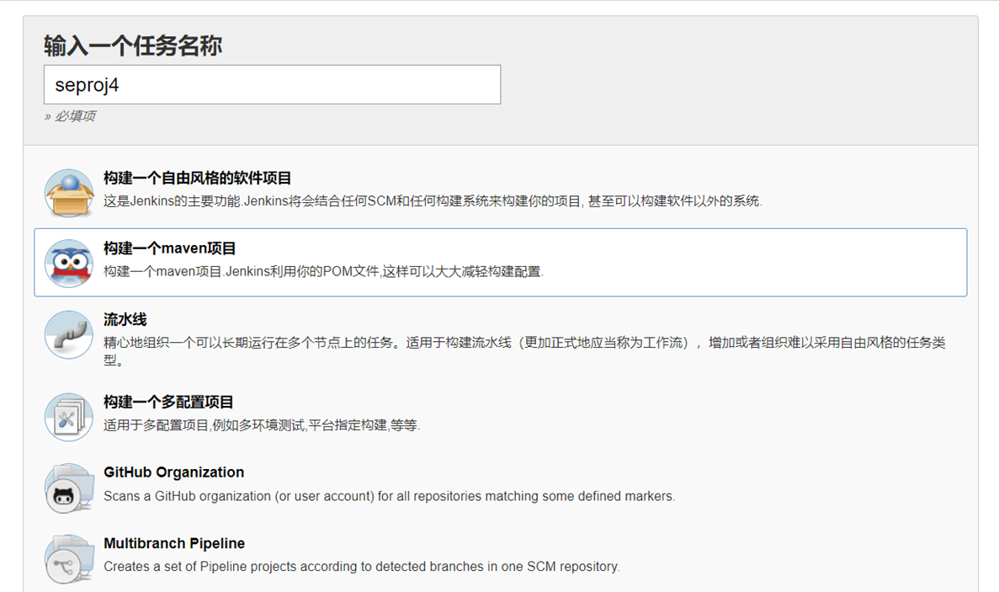 输入一个任务名称
seproj4
» 必填项
构建一个自由风格的软件项目
这是Jenkins的主要功能.Jenkins将会结合任何SCM和任何构建系统来构建你的项目, 甚至可以构建软件以外的系统.
构建一个maven项目
构建一个maven项目.Jenkins利用你的POM文件,这样可以大大减轻构建配置.
流水线
精心地组织一个可以长期运行在多个节点上的任务。适用于构建流水线（更加正式地应当称为工作流），增加或者组织难以采用自由风格的任务类
型。
构建一个多配置项目
适用于多配置项目,例如多环境测试,平台指定构建,等等.
GitHub Organization
Scans a GitHub organization (or user account) for all repositories matching some defined markers.
Multibranch Pipeline
Creates a set of Pipeline projects according to detected branches in one SCM repository.